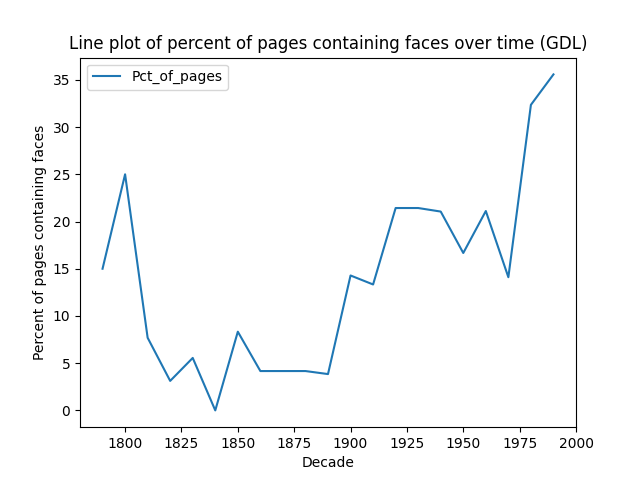 Line plot of percent of pages containing faces over time (GDL)
Pct_of_pages
Percent of pages containing faces
35
30
25
20
15
10
5
0
1800 1825 1850 1875 1900 1925 1950 1975 2000
Decade